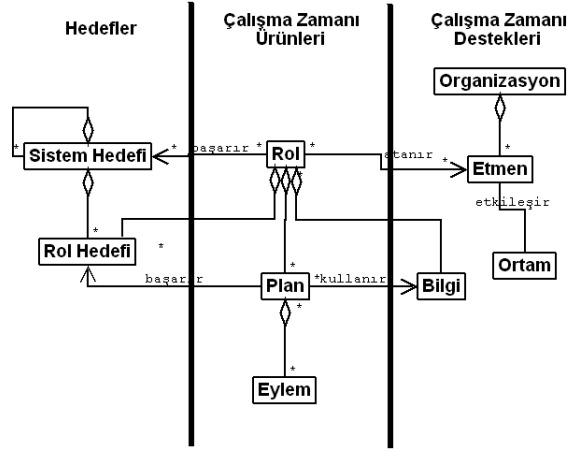 Hedefler
Çalışma Zamanı
Ürünleri
Çalışma Zamanı
Destekleri
Organizasyon
*
*
Sistem Hedefi
*
başarır
*
Rol
*
atanır
*
*
Etmen
*
etkileşir
*
Rol Hedefi
*
Ortam
*
başarır
Plan
*
kullanır
Bilgi
*
*
Eylem